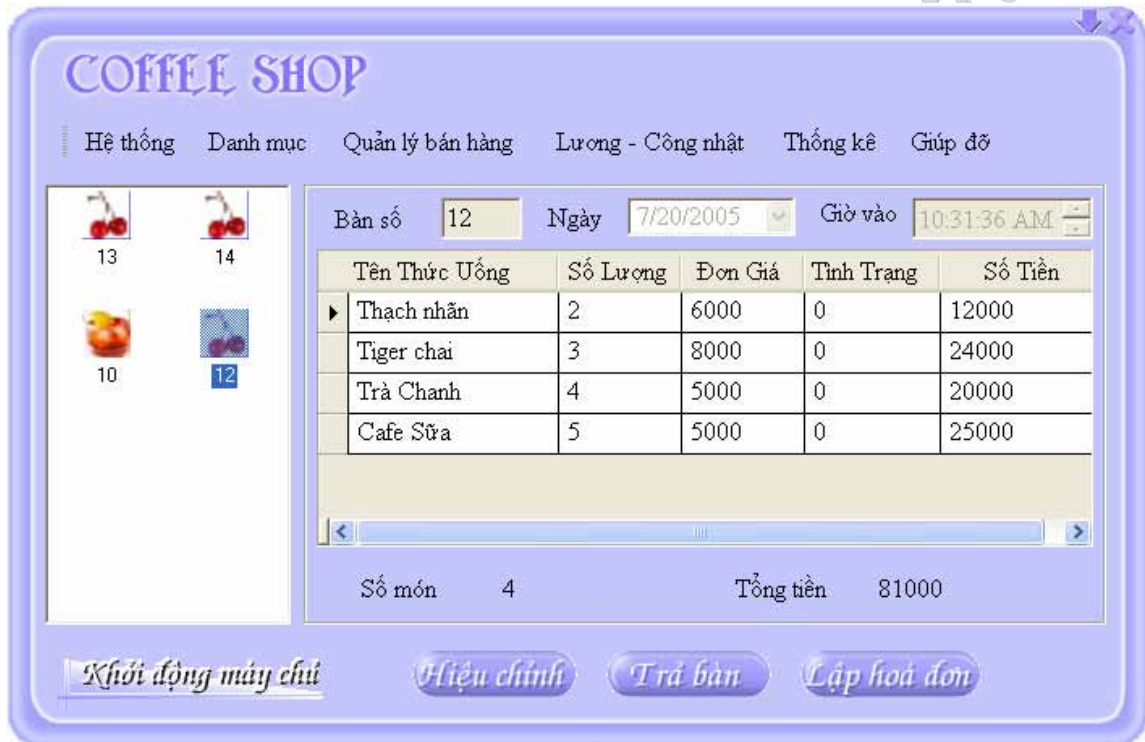 COFFEE SHOP
Hệ thống Danh mục Quản lý bán hàng Lương - Công nhật Thống kê Giúp đỡ
13 14
10 12
Bàn số 12 Ngày 7/20/2005 Giờ vào 10:31:36 AM
Tên Thức Uống Số Lượng Đơn Giá Tình Trạng Số Tiền
Thạch nhãn 2 6000 0 12000
Tiger chai 3 8000 0 24000
Trà Chanh 4 5000 0 20000
Cafe Sữa 5 5000 0 25000
Số món 4 Tổng tiền 81000
Khởi động máy chủ Hiệu chỉnh Trả bàn Lập hoá đơn